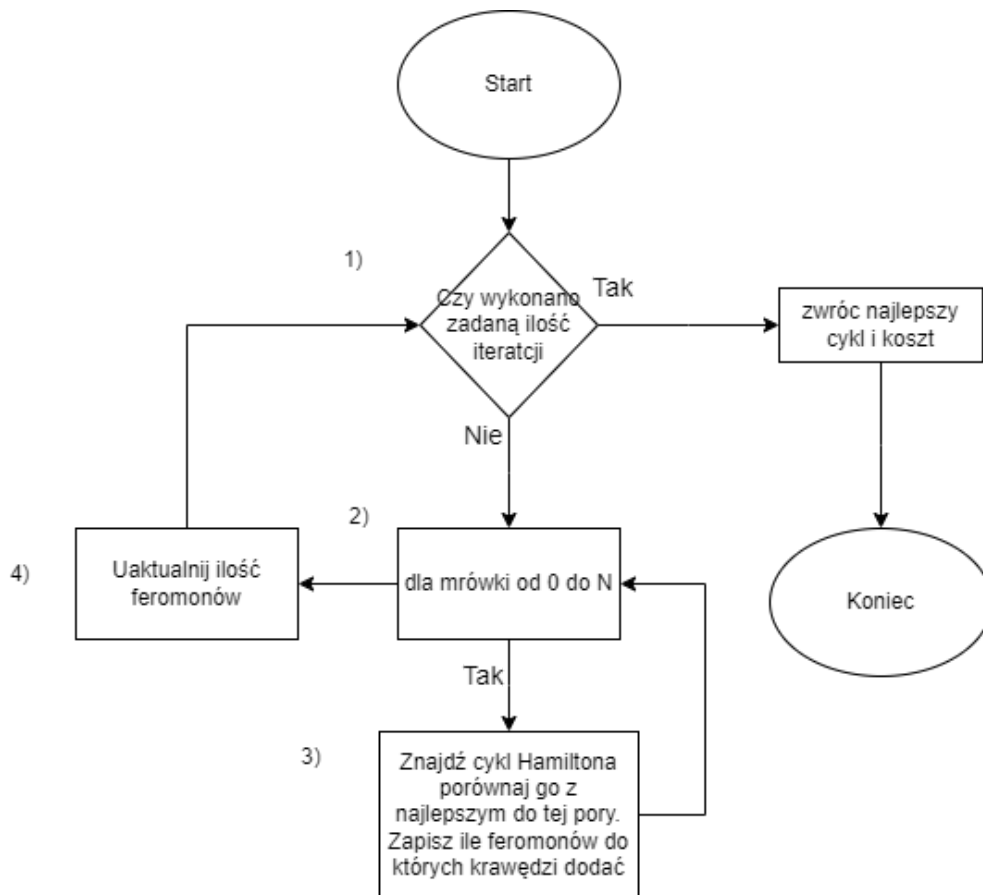 Start
1)
Czy wykonano
zadaną ilość
iteratcji
Tak
zwróc najlepszy
cykl i koszt
Nie
2)
dla mrówki od 0 do N
4)
Uaktualnij ilość
feromonów
Koniec
Tak
3)
Znajdź cykl Hamiltona
porównaj go z
najlepszym do tej pory.
Zapisz ile feromonów do
których krawędzi dodać